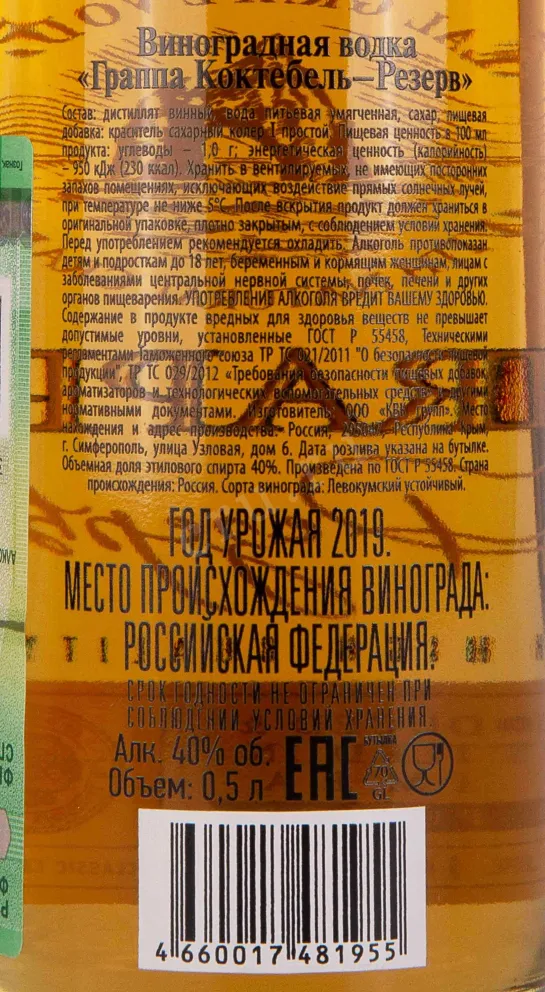 Виноградная водка
«Граппа Коктебель–Резерв»
Состав: дистиллят винный, вода питьевая умягченная, сахар, пищевая
добавка: краситель сахарный колер I простой. Пищевая ценность в 100 мл
продукта: углеводы – 1,0 г; энергетическая ценность (калорийность)
– 950 кДж (230 ккал). Хранить в вентилируемых, не имеющих посторонних
запахов помещениях, исключающих воздействие прямых солнечных лучей,
при температуре не ниже 5°С. После вскрытия продукт должен храниться в
оригинальной упаковке, плотно закрытым, с соблюдением условий хранения.
Перед употреблением рекомендуется охладить. Алкоголь противопоказан
детям и подросткам до 18 лет, беременным и кормящим женщинам, лицам с
заболеваниями центральной нервной системы, почек, печени и других
органов пищеварения. УПОТРЕБЛЕНИЕ АЛКОГОЛЯ ВРЕДИТ ВАШЕМУ ЗДОРОВЬЮ.
Содержание в продукте вредных для здоровья веществ не превышает
допустимые уровни, установленные ГОСТ Р 55458, Техническими
регламентами Таможенного союза ТР ТС 021/2011 "О безопасности пищевой
продукции", ТР ТС 029/2012 «Требования безопасности пищевых добавок,
ароматизаторов и технологических вспомогательных средств» и другими
нормативными документами. Изготовитель: ООО «КВК групп». Место
нахождения и адрес производства: Россия, Республика Крым,
г. Симферополь, улица Узловая, дом 6. Дата розлива указана на бутылке.
Объемная доля этилового спирта 40%. Произведена по ГОСТ Р 55458. Страна
происхождения: Россия. Сорта винограда: Левокумский устойчивый.
ГОД УРОЖАЯ 2019.
МЕСТО ПРОИСХОЖДЕНИЯ ВИНОГРАДА:
РОССИЙСКАЯ ФЕДЕРАЦИЯ.
СРОК ГОДНОСТИ НЕ ОГРАНИЧЕН ПРИ
СОБЛЮДЕНИИ УСЛОВИЙ ХРАНЕНИЯ.
Алк. 40% об.
Объем: 0,5 л
EAC
БУТЫЛКА
70
GL
4 660017 481955